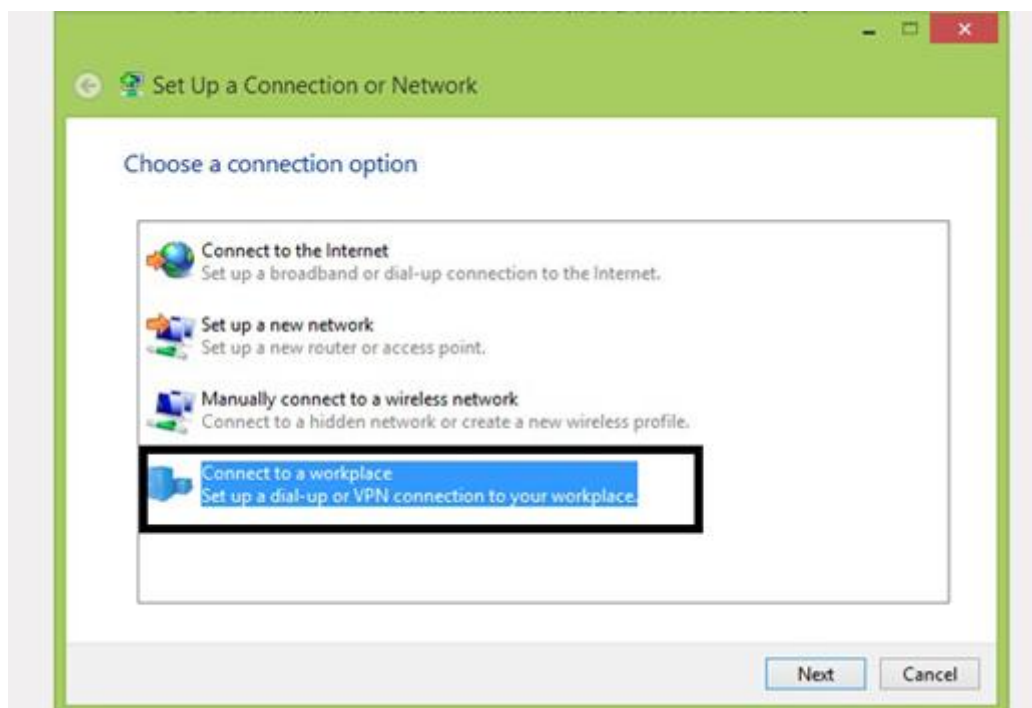 Set Up a Connection or Network
Choose a connection option
Connect to the Internet
Set up a broadband or dial-up connection to the Internet.
Set up a new network
Set up a new router or access point.
Manually connect to a wireless network
Connect to a hidden network or create a new wireless profile.
Connect to a workplace
Set up a dial-up or VPN connection to your workplace.
Next Cancel